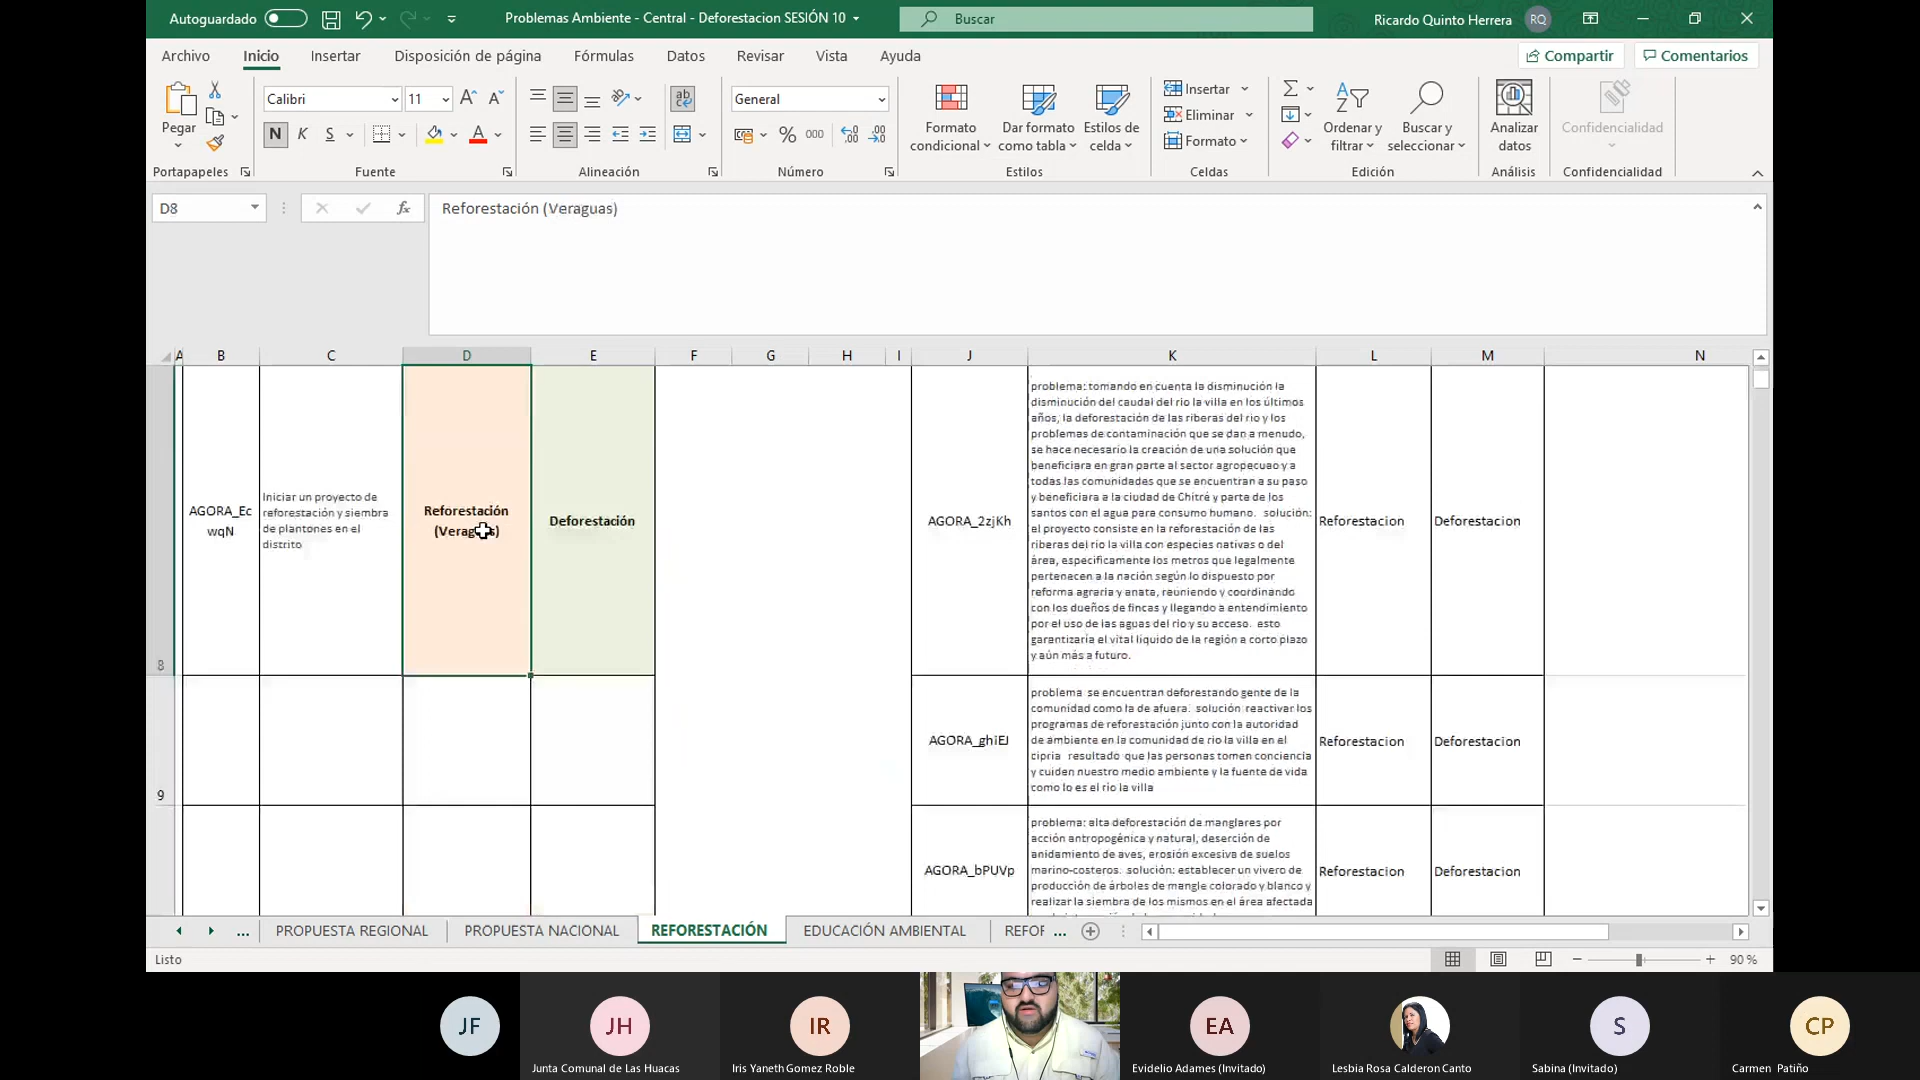 Autoguardado
Problemas Ambiente - Central - Deforestacion SESIÓN 10
Buscar
Ricardo Quinto Herrera
RQ
Archivo
Inicio
Insertar
Disposición de página
Fórmulas
Datos
Revisar
Vista
Ayuda
Compartir
Comentarios
Pegar
Calibri
11
N K S
General
% 000
Formato
condicional
Dar formato
como tabla
Estilos de
celda
Insertar
Eliminar
Formato
Ordenar y
filtrar
Buscar y
seleccionar
Analizar
datos
Confidencialidad
Portapapeles
Fuente
Alineación
Número
Estilos
Celdas
Edición
Análisis
Confidencialidad
D8
fx
Reforestación (Veraguas)
A B C D E F G H I J K L M N
8
AGORA_Ec
wqN
Iniciar un proyecto de
reforestación y siembra
de plantones en el
distrito
Reforestación
(Veraguas)
Deforestación
AGORA_2zjKh
problema: tomando en cuenta la disminución la
disminución del caudal del rio la villa en los últimos
años, la deforestación de las riberas del rio y los
problemas de contaminación que se dan a menudo,
se hace necesario la creación de una solución que
beneficiara en gran parte al sector agropecuao y a
todas las comunidades que se encuentran a su paso
y beneficiara a la ciudad de Chitré y parte de los
santos con el agua para consumo humano. solución:
el proyecto consiste en la reforestación de las
riberas del rio la villa con especies nativas o del
área, específicamente los metros que legalmente
pertenecen a la nación según lo dispuesto por
reforma agraria y anata, reuniendo y coordinando
con los dueños de fincas y llegando a entendimiento
por el uso de las aguas del río y su acceso. esto
garantizaría el vital líquido de la región a corto plazo
y aún más a futuro.
Reforestacion
Deforestacion
9
AGORA_ghiEJ
problema se encuentran deforestando gente de la
comunidad como la de afuera. solución reactivar los
programas de reforestación junto con la autoridad
de ambiente en la comunidad de rio la villa en el
cipria resultado que las personas tomen conciencia
y cuiden nuestro medio ambiente y la fuente de vida
como lo es el rio la villa
Reforestacion
Deforestacion
AGORA_bPUVp
problema: alta deforestación de manglares por
acción antropogénica y natural, deserción de
anidamiento de aves, erosión excesiva de suelos
marino-costeros. solución: establecer un vivero de
producción de árboles de mangle colorado y blanco y
realizar la siembra de los mismos en el área afectada
Reforestacion
Deforestacion
...
PROPUESTA REGIONAL
PROPUESTA NACIONAL
REFORESTACIÓN
EDUCACIÓN AMBIENTAL
REFOF ...
Listo
90 %
JF
JH
Junta Comunal de Las Huacas
IR
Iris Yaneth Gomez Roble
EA
Evidelio Adames (Invitado)
Lesbia Rosa Calderon Canto
S
Sabina (Invitado)
CP
Carmen Patiño